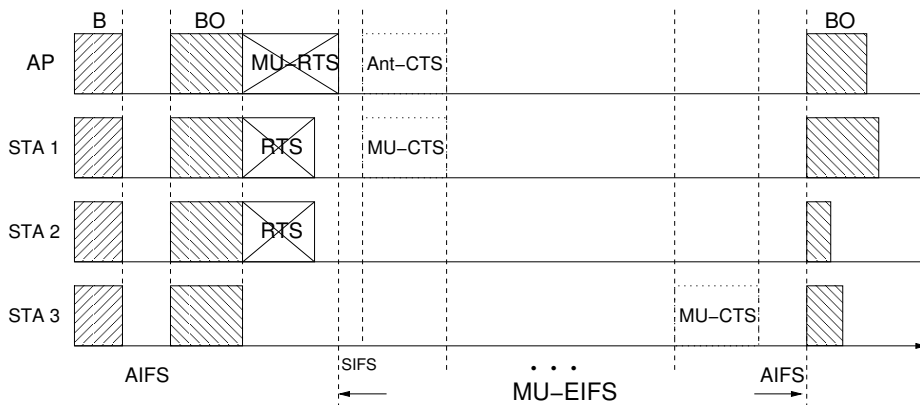 B BO BO
AP MU-RTS Ant-CTS
STA 1 RTS MU-CTS
STA 2 RTS
STA 3 MU-CTS
AIFS SIFS . . . AIFS
MU-EIFS